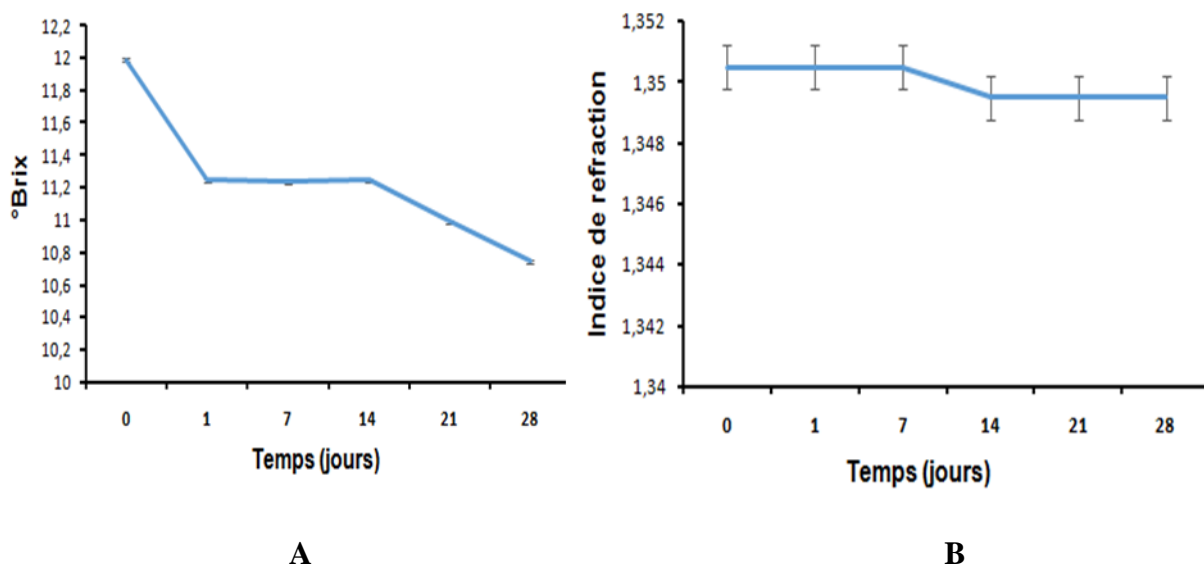 12,2
12
11,8
11,6
11,4
11,2
11
10,8
10,6
10,4
10,2
10
°Brix
0 1 7 14 21 28
Temps (jours)
A
1,352
1,35
1,348
1,346
1,344
1,342
1,34
Indice de refraction
0 1 7 14 21 28
Temps (jours)
B